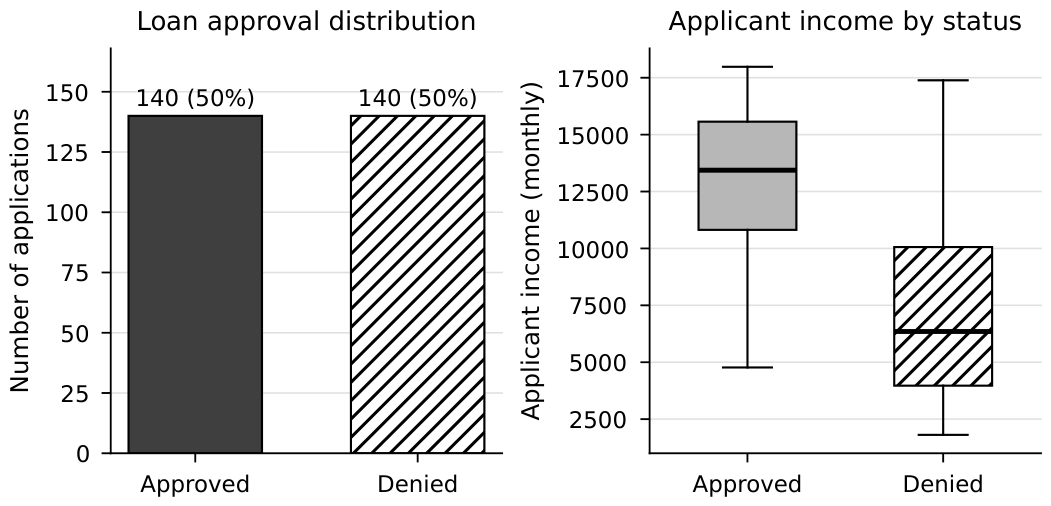 Loan approval distribution
Number of applications
150
125
100
75
50
25
0
140 (50%)
140 (50%)
Approved
Denied
Applicant income by status
Applicant income (monthly)
17500
15000
12500
10000
7500
5000
2500
Approved
Denied